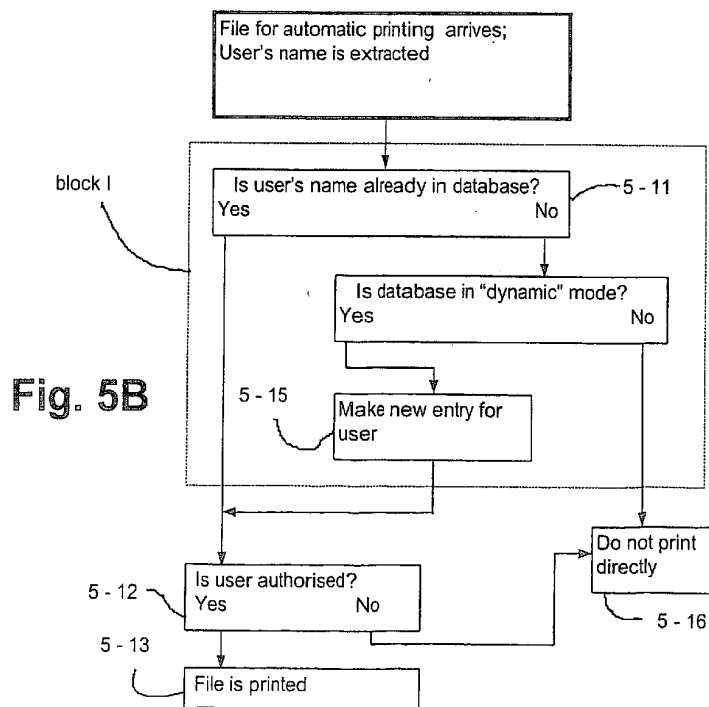 File for automatic printing arrives;
User's name is extracted
block I
Is user's name already in database?
Yes No
5 - 11
Is database in “dynamic” mode?
Yes No
Fig. 5B
5 - 15
Make new entry for
user
Do not print
directly
5 - 12
Is user authorised?
Yes No
5 - 16
5 - 13
File is printed